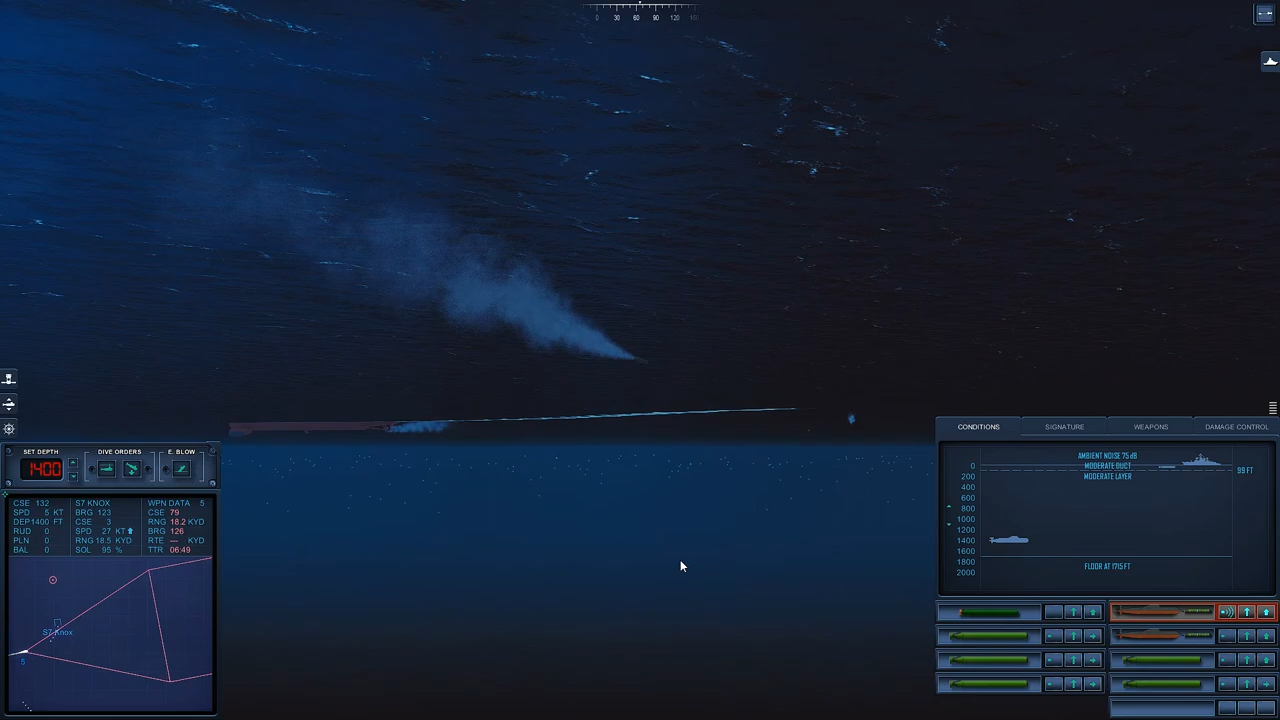 0 30 60 90 120 160
SET DEPTH DIVE ORDERS E. BLOW
1400
CSE 132 S7 KNOX WPN DATA 5
SPD 5 KT BRG 123 CSE 79
DEP1400 FT CSE 3 RNG 18.2 KYD
RUD 0 SPD 27 KT BRG 126
PLN 0 RNG 18.5 KYD RTE --- KYD
BAL 0 SOL 95 % TTR 06:49
S7 Knox
5
CONDITIONS SIGNATURE WEAPONS DAMAGE CONTROL
AMBIENT NOISE 75 dB
0 MODERATE DUCT 99 FT
200 MODERATE LAYER
400
600
800
1000
1200
1400
1600
1800 FLOOR AT 1715 FT
2000